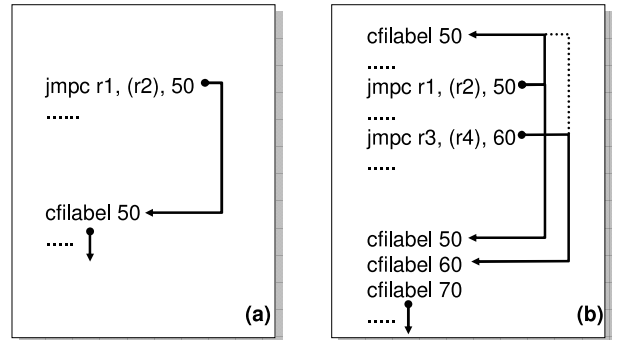 jmpc r1, (r2), 50
......
cfilabel 50
.....
(a)
cfilabel 50
.....
jmpc r1, (r2), 50
.....
jmpc r3, (r4), 60
.....
cfilabel 50
cfilabel 60
cfilabel 70
.....
(b)